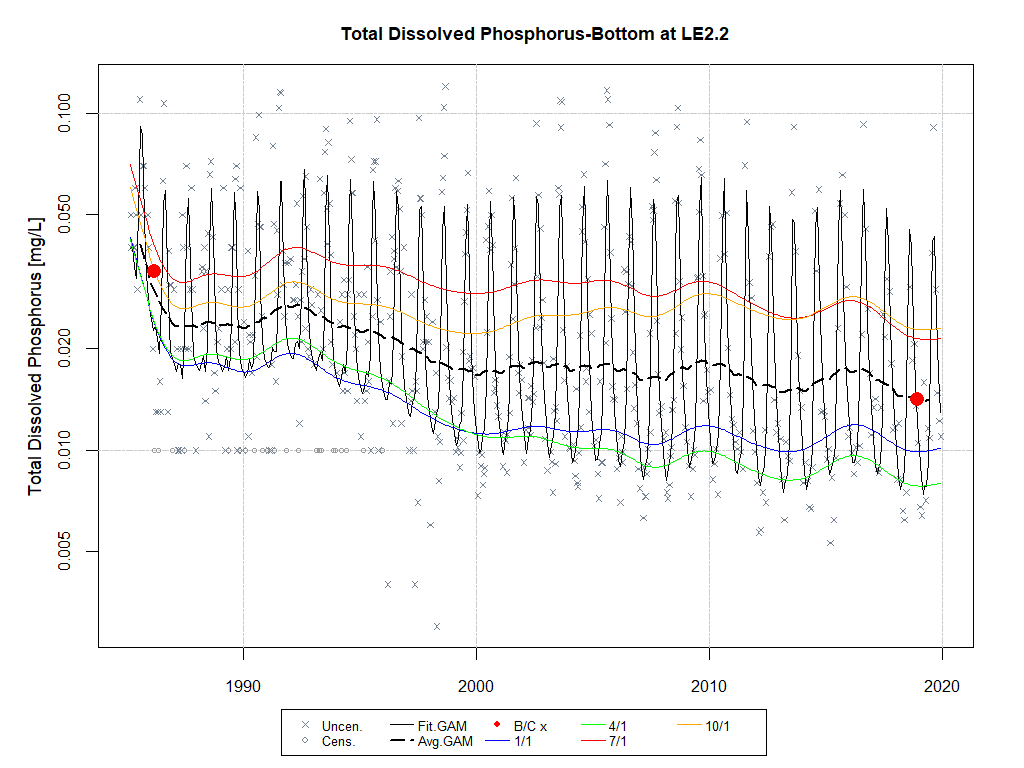 Total Dissolved Phosphorus-Bottom at LE2.2
Total Dissolved Phosphorus [mg/L]
0.100
0.050
0.020
0.010
0.005
1990 2000 2010 2020
Uncen. Fit.GAM B/C x 4/1 10/1
Cens. Avg.GAM 1/1 7/1